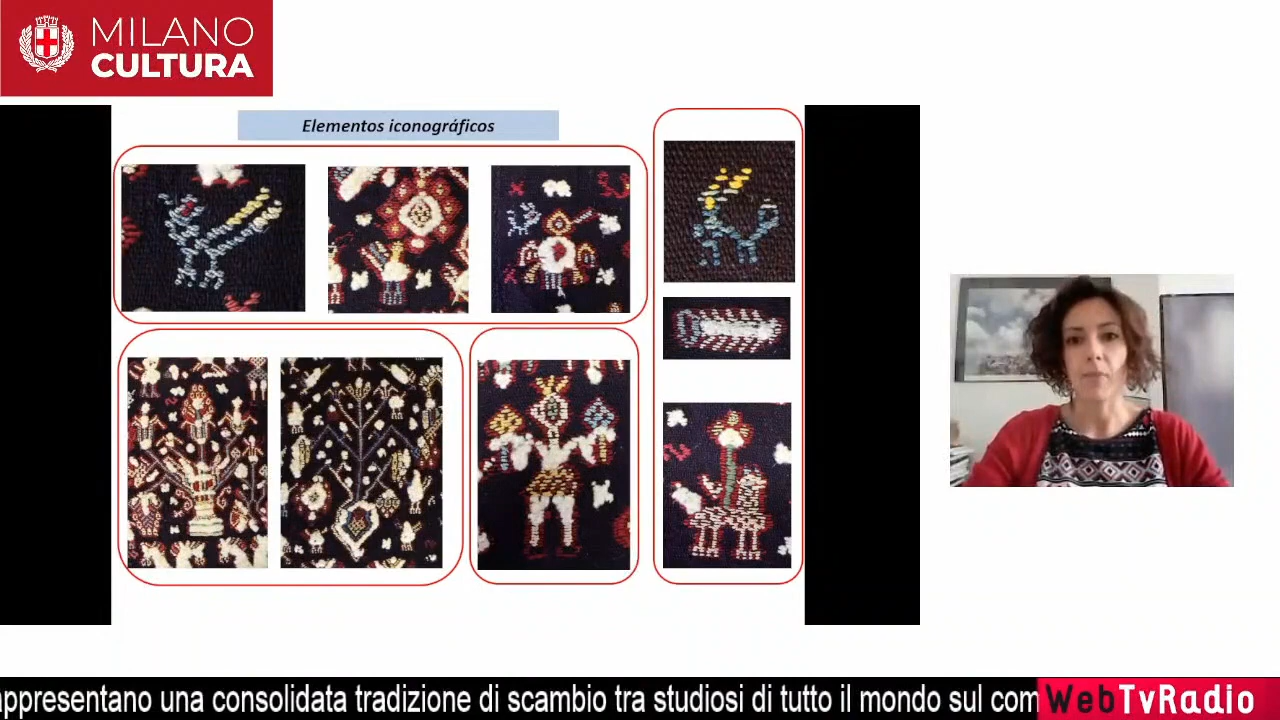 MILANO
CULTURA
Elementos iconográficos
appresentano una consolidata tradizione di scambio tra studiosi di tutto il mondo sul com
WebTvRadio